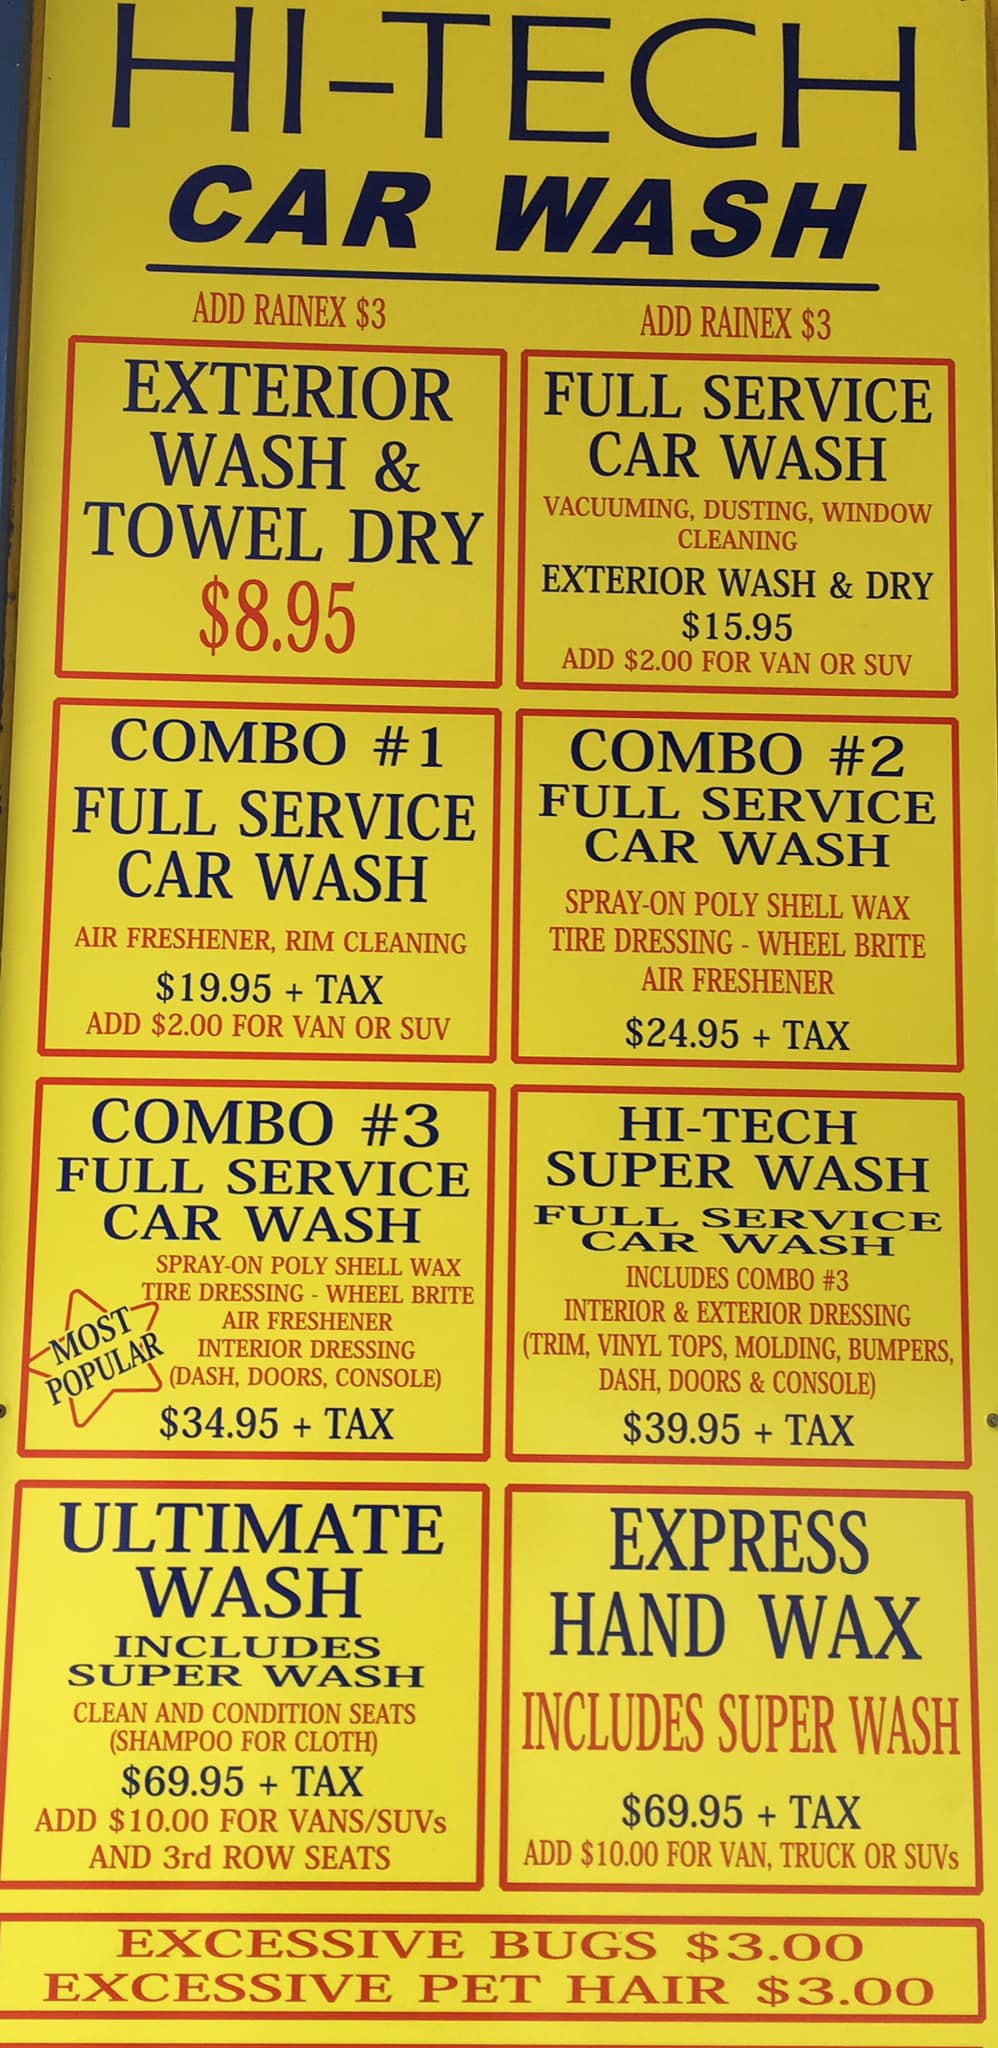 HI-TECH
CAR WASH
ADD RAINEX $3
ADD RAINEX $3
EXTERIOR
WASH &
TOWEL DRY
$8.95
FULL SERVICE
CAR WASH
VACUUMING, DUSTING, WINDOW
CLEANING
EXTERIOR WASH & DRY
$15.95
ADD $2.00 FOR VAN OR SUV
COMBO #1
FULL SERVICE
CAR WASH
AIR FRESHENER, RIM CLEANING
$19.95 + TAX
ADD $2.00 FOR VAN OR SUV
COMBO #2
FULL SERVICE
CAR WASH
SPRAY-ON POLY SHELL WAX
TIRE DRESSING - WHEEL BRITE
AIR FRESHENER
$24.95 + TAX
COMBO #3
FULL SERVICE
CAR WASH
SPRAY-ON POLY SHELL WAX
TIRE DRESSING - WHEEL BRITE
AIR FRESHENER
INTERIOR DRESSING
(DASH, DOORS, CONSOLE)
MOST
POPULAR
$34.95 + TAX
HI-TECH
SUPER WASH
FULL SERVICE
CAR WASH
INCLUDES COMBO #3
INTERIOR & EXTERIOR DRESSING
(TRIM, VINYL TOPS, MOLDING, BUMPERS,
DASH, DOORS & CONSOLE)
$39.95 + TAX
ULTIMATE
WASH
INCLUDES
SUPER WASH
CLEAN AND CONDITION SEATS
(SHAMPOO FOR CLOTH)
$69.95 + TAX
ADD $10.00 FOR VANS/SUVs
AND 3rd ROW SEATS
EXPRESS
HAND WAX
INCLUDES SUPER WASH
$69.95 + TAX
ADD $10.00 FOR VAN, TRUCK OR SUVs
EXCESSIVE BUGS $3.00
EXCESSIVE PET HAIR $3.00